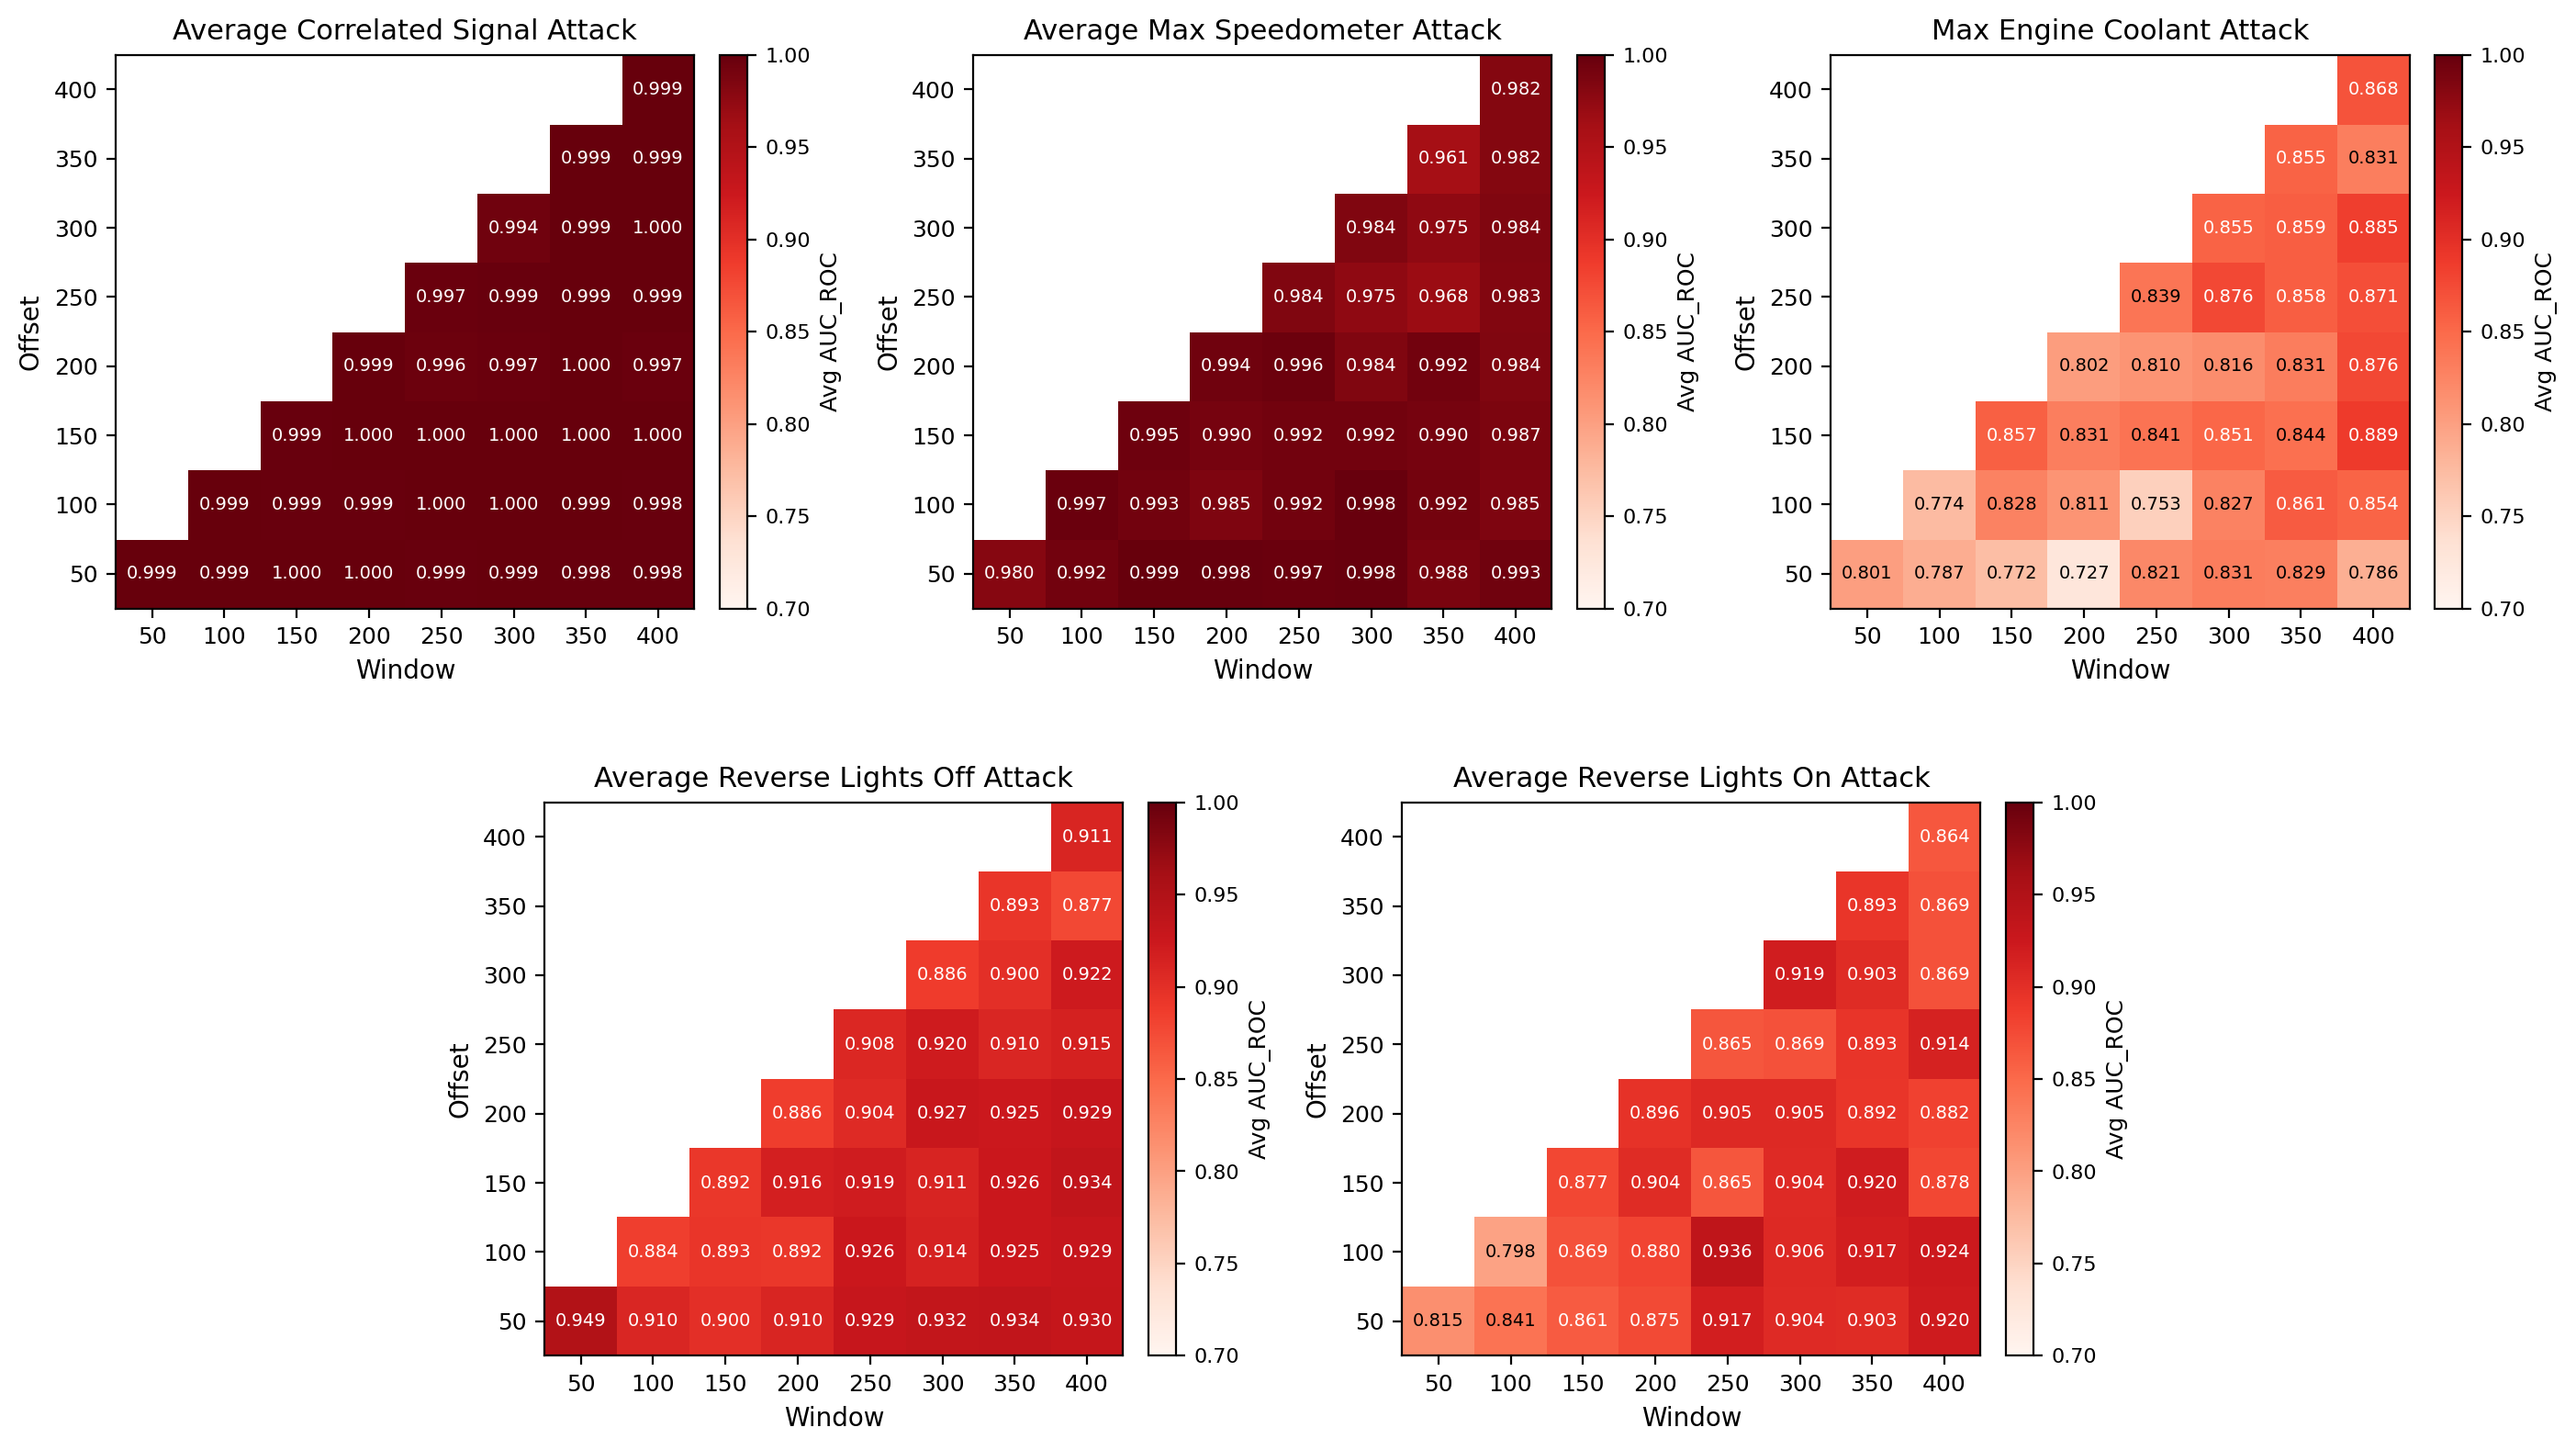 Average Correlated Signal Attack
Offset
400 0.999
350 0.999 0.999
300 0.994 0.999 1.000
250 0.997 0.999 0.999 0.999
200 0.999 0.996 0.997 1.000 0.997
150 0.999 1.000 1.000 1.000 1.000 1.000
100 0.999 0.999 0.999 1.000 1.000 0.999 0.998
50 0.999 0.999 1.000 1.000 0.999 0.999 0.998 0.998
50 100 150 200 250 300 350 400
Window
1.00
0.95
0.90
0.85
0.80
0.75
0.70
Avg AUC_ROC
Average Max Speedometer Attack
Offset
400 0.982
350 0.961 0.982
300 0.984 0.975 0.984
250 0.984 0.975 0.968 0.983
200 0.994 0.996 0.984 0.992 0.984
150 0.995 0.990 0.992 0.992 0.990 0.987
100 0.997 0.993 0.985 0.992 0.998 0.992 0.985
50 0.980 0.992 0.999 0.998 0.997 0.998 0.988 0.993
50 100 150 200 250 300 350 400
Window
1.00
0.95
0.90
0.85
0.80
0.75
0.70
Avg AUC_ROC
Max Engine Coolant Attack
Offset
400 0.868
350 0.855 0.831
300 0.855 0.859 0.885
250 0.839 0.876 0.858 0.871
200 0.802 0.810 0.816 0.831 0.876
150 0.857 0.831 0.841 0.851 0.844 0.889
100 0.774 0.828 0.811 0.753 0.827 0.861 0.854
50 0.801 0.787 0.772 0.727 0.821 0.831 0.829 0.786
50 100 150 200 250 300 350 400
Window
1.00
0.95
0.90
0.85
0.80
0.75
0.70
Avg AUC_ROC
Average Reverse Lights Off Attack
Offset
400 0.911
350 0.893 0.877
300 0.886 0.900 0.922
250 0.908 0.920 0.910 0.915
200 0.886 0.904 0.927 0.925 0.929
150 0.892 0.916 0.919 0.911 0.926 0.934
100 0.884 0.893 0.892 0.926 0.914 0.925 0.929
50 0.949 0.910 0.900 0.910 0.929 0.932 0.934 0.930
50 100 150 200 250 300 350 400
Window
1.00
0.95
0.90
0.85
0.80
0.75
0.70
Avg AUC_ROC
Average Reverse Lights On Attack
Offset
400 0.864
350 0.893 0.869
300 0.919 0.903 0.869
250 0.865 0.869 0.893 0.914
200 0.896 0.905 0.905 0.892 0.882
150 0.877 0.904 0.865 0.904 0.920 0.878
100 0.798 0.869 0.880 0.936 0.906 0.917 0.924
50 0.815 0.841 0.861 0.875 0.917 0.904 0.903 0.920
50 100 150 200 250 300 350 400
Window
1.00
0.95
0.90
0.85
0.80
0.75
0.70
Avg AUC_ROC